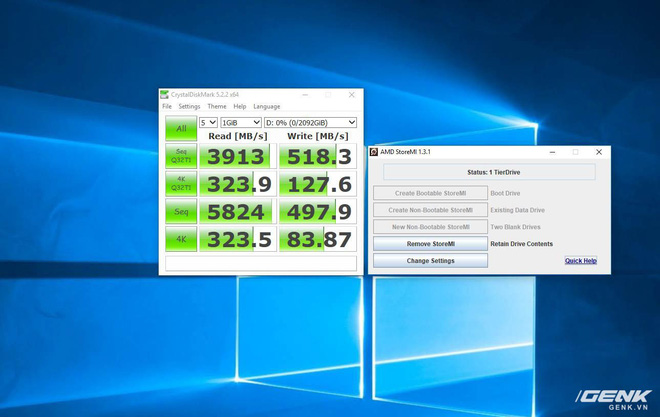 CrystalDiskMark 5.2.2 x64
File Settings Theme Help Language
All 5 1GiB D: 0% (0/2092GiB)
Read [MB/s] Write [MB/s]
Seq Q32T1 3913 518.3
4K Q32T1 323.9 127.6
Seq 5824 497.9
4K 323.5 83.87
AMD StoreMI 1.3.1
Status: 1 TierDrive
Create Bootable StoreMI Boot Drive
Create Non-Bootable StoreMI Existing Data Drive
New Non-Bootable StoreMI Two Blank Drives
Remove StoreMI Retain Drive Contents
Change Settings Quick Help
GENK
GENK.VN